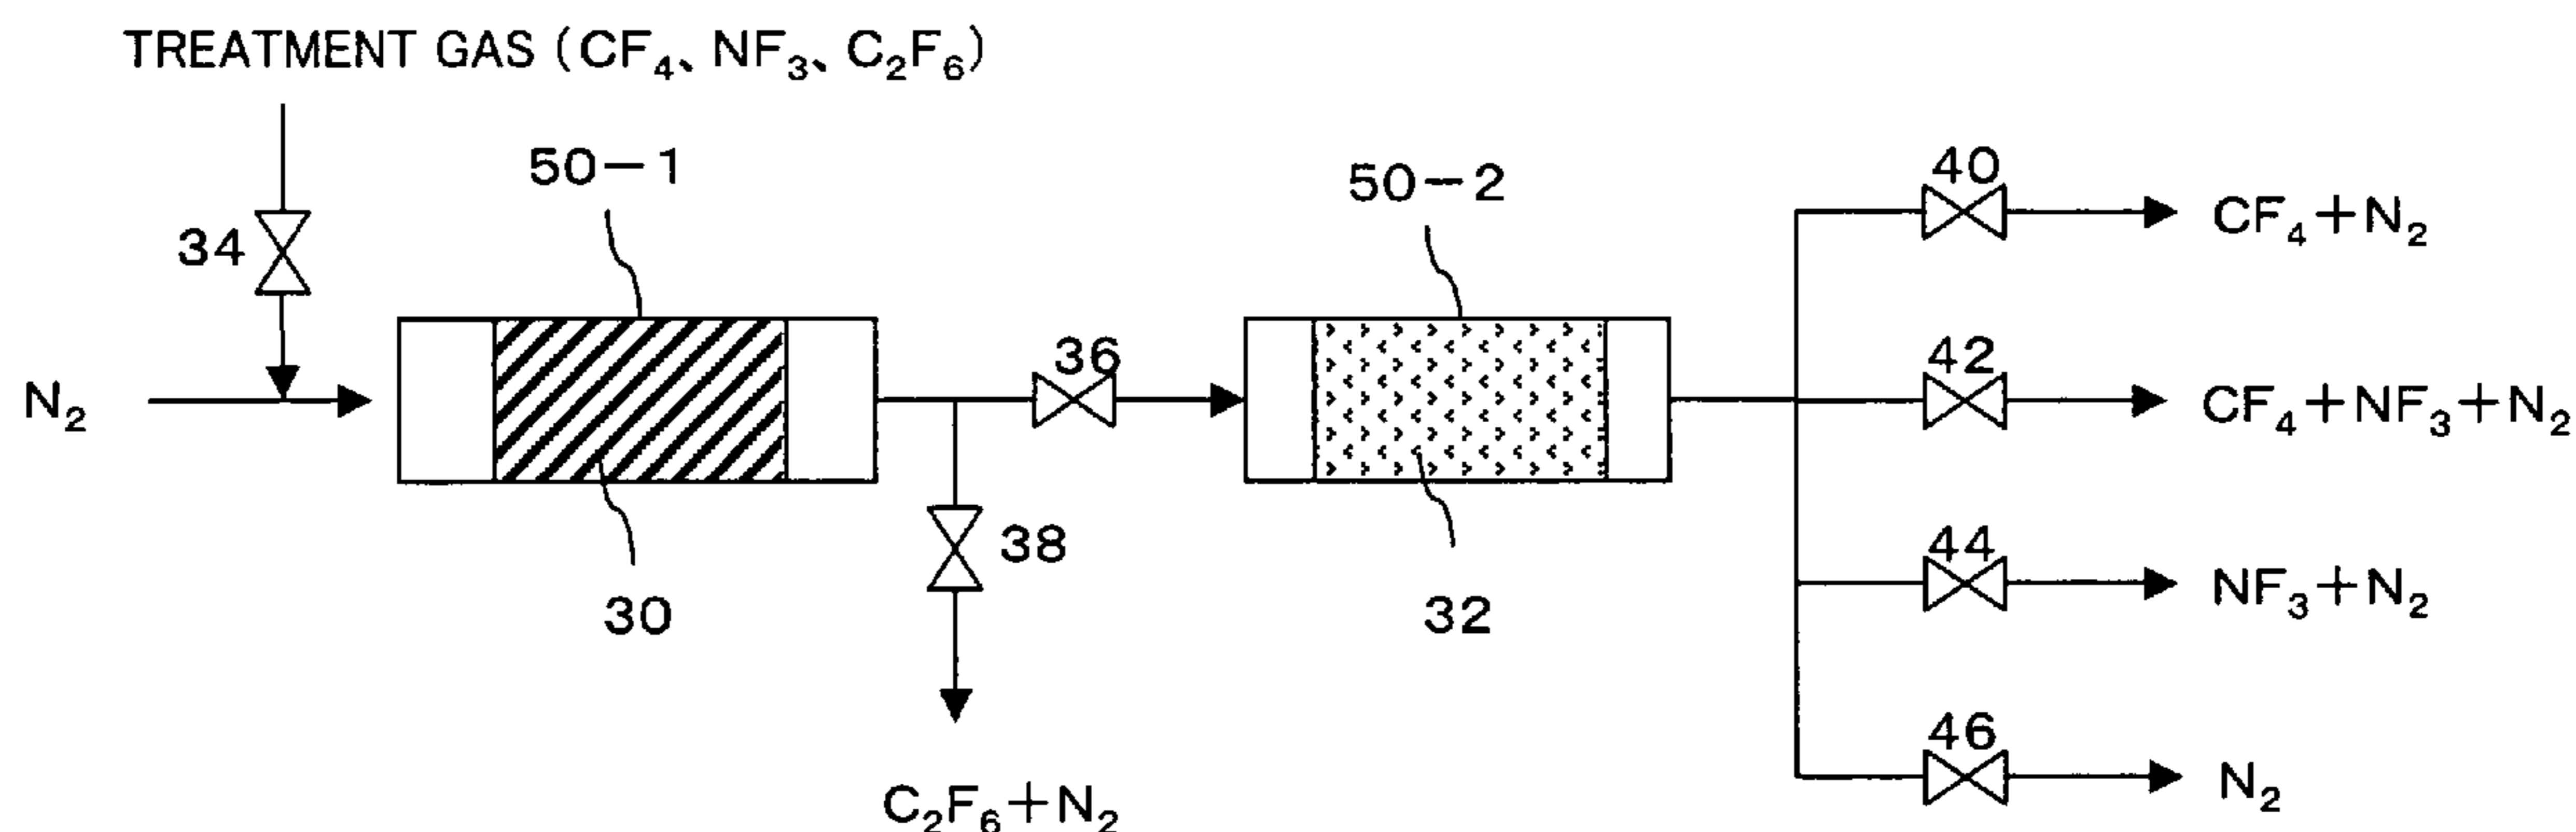 TREATMENT GAS (CF₄、NF₃、C₂F₆)
50-1
50-2
40
34
CF₄+N₂
36
42
N₂
CF₄+NF₃+N₂
38
44
30
32
NF₃+N₂
46
C₂F₆+N₂
N₂